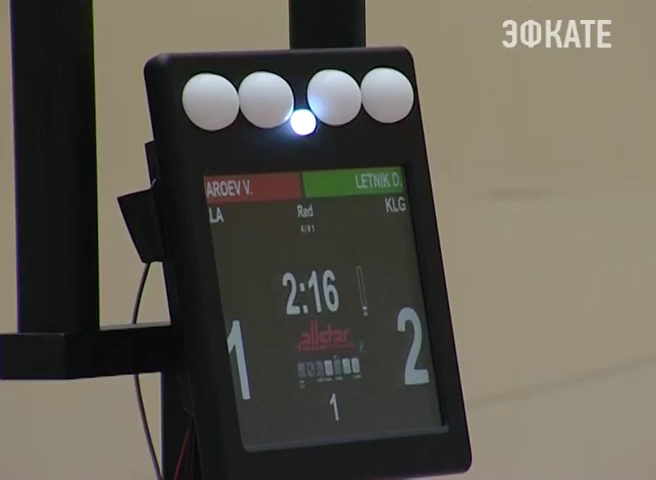 ЭФКАТЕ
AROEV V. LETNIK D.
LA Red KLG
2:16
1 allstar 2
1